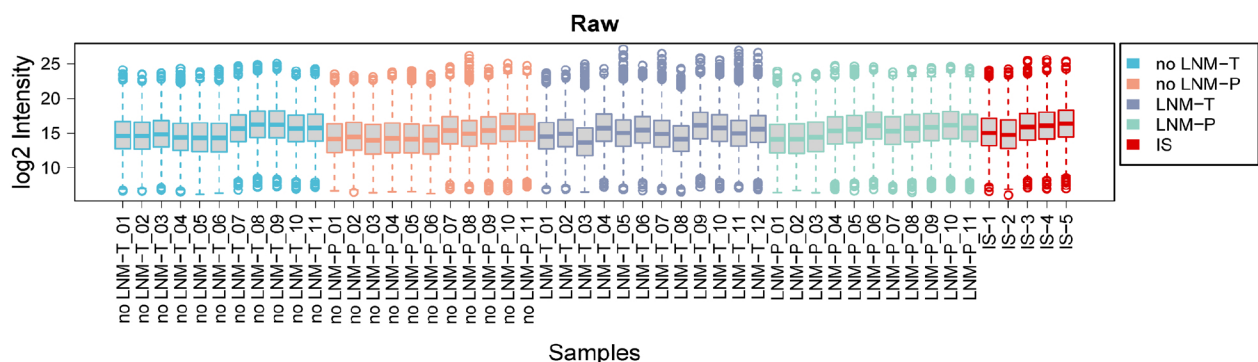 Raw
log2 Intensity
25
20
15
10
no LNM-T
no LNM-P
LNM-T
LNM-P
IS
no LNM-T_01
no LNM-T_02
no LNM-T_03
no LNM-T_04
no LNM-T_05
no LNM-T_06
no LNM-T_07
no LNM-T_08
no LNM-T_09
no LNM-T_10
no LNM-T_11
no LNM-P_01
no LNM-P_02
no LNM-P_03
no LNM-P_04
no LNM-P_05
no LNM-P_06
no LNM-P_07
no LNM-P_08
no LNM-P_09
no LNM-P_10
no LNM-P_11
LNM-T_01
LNM-T_02
LNM-T_03
LNM-T_04
LNM-T_05
LNM-T_06
LNM-T_07
LNM-T_08
LNM-T_09
LNM-T_10
LNM-T_11
LNM-T_12
LNM-P_01
LNM-P_02
LNM-P_03
LNM-P_04
LNM-P_05
LNM-P_06
LNM-P_07
LNM-P_08
LNM-P_09
LNM-P_10
LNM-P_11
IS-1
IS-2
IS-3
IS-4
IS-5
Samples